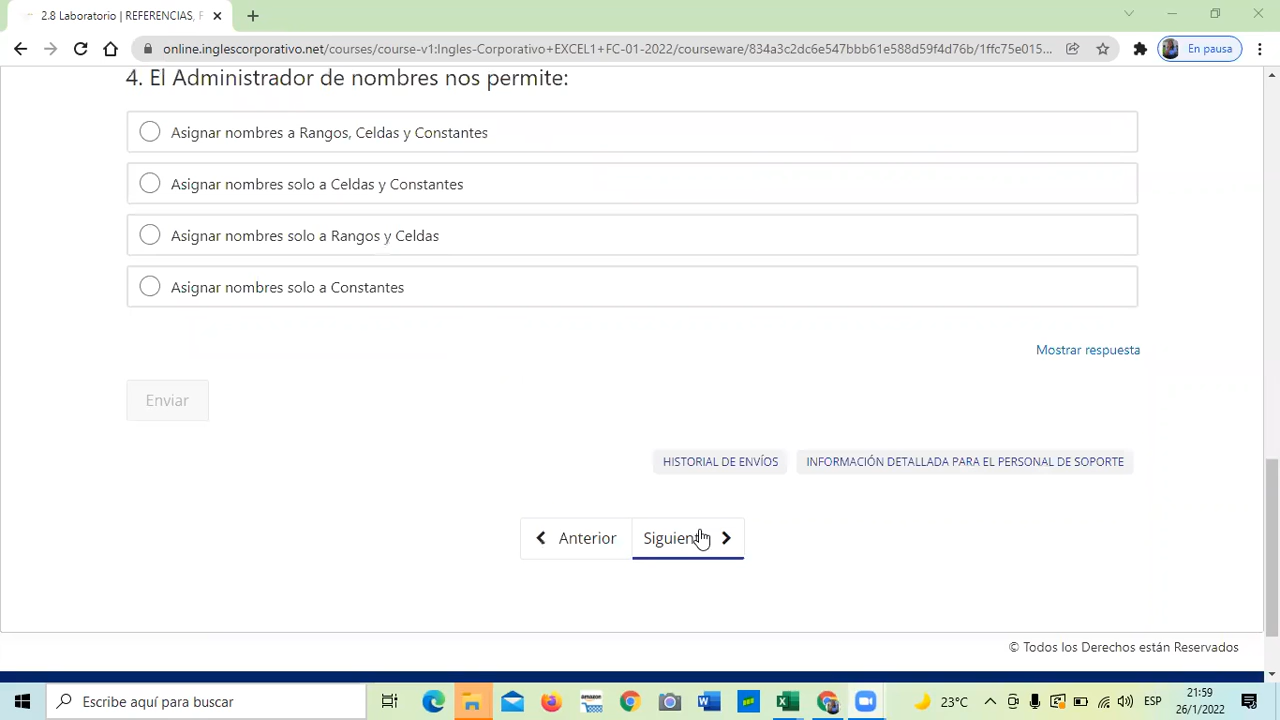 2.8 Laboratorio | REFERENCIAS, F
online.inglescorporativo.net/courses/course-v1:Ingles-Corporativo+EXCEL1+FC-01-2022/courseware/
En pausa
4. El Administrador de nombres nos permite:
Asignar nombres a Rangos, Celdas y Constantes
Asignar nombres solo a Celdas y Constantes
Asignar nombres solo a Rangos y Celdas
Asignar nombres solo a Constantes
Mostrar respuesta
Enviar
HISTORIAL DE ENVÍOS
INFORMACIÓN DETALLADA PARA EL PERSONAL DE SOPORTE
Anterior
© Todos los Derechos están Reservados
Escribe aquí para buscar
amazon
23°C
ESP
21:59
26/1/2022